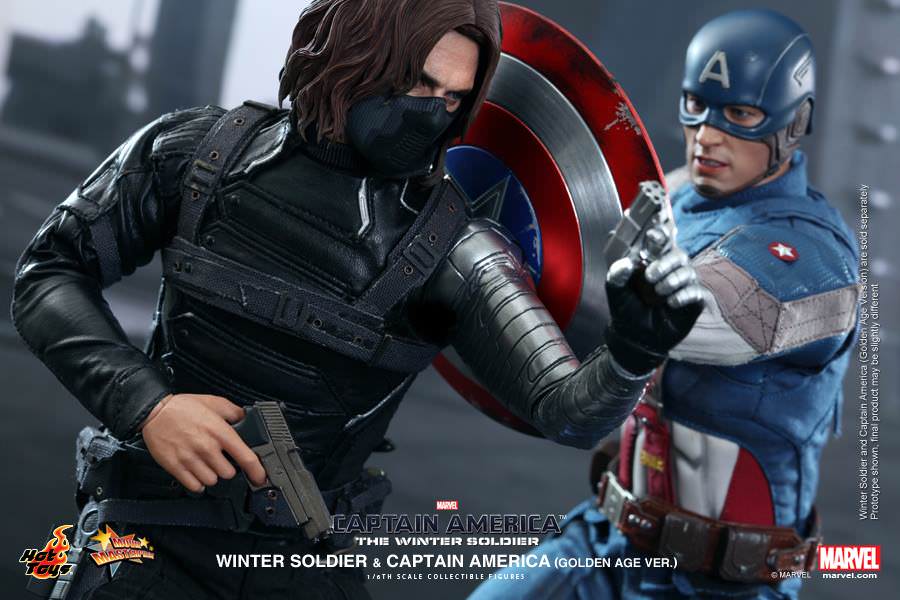 A
Winter Soldier and Captain America (Golden Age Version) are sold separately
Prototype shown, final product may be slightly different
MARVEL
CAPTAIN AMERICA™
THE WINTER SOLDIER
Hot Toys
Movie MASTERPIECE
WINTER SOLDIER & CAPTAIN AMERICA (GOLDEN AGE VER.)
1/6TH SCALE COLLECTIBLE FIGURES
© MARVEL
MARVEL
marvel.com